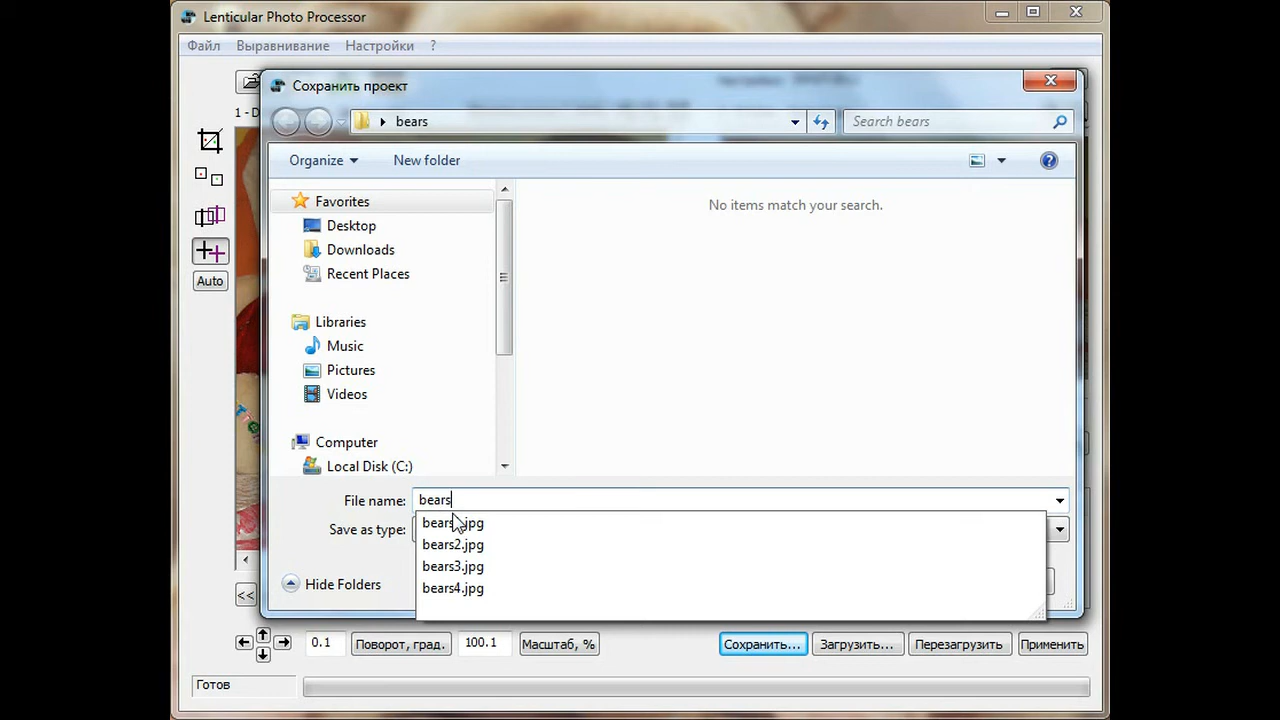 Lenticular Photo Processor
Файл Выравнивание Настройки ?
Сохранить проект
1 - D
bears
Search bears
Organize New folder
Favorites
No items match your search.
Desktop
Downloads
Recent Places
Auto
Libraries
Music
Pictures
Videos
Computer
Local Disk (C:)
File name: bears
Save as type:
.jpg
bears2.jpg
bears3.jpg
bears4.jpg
Hide Folders
<<
0.1 Поворот, град. 100.1 Масштаб, % Сохранить... Загрузить... Перезагрузить Применить
Готов